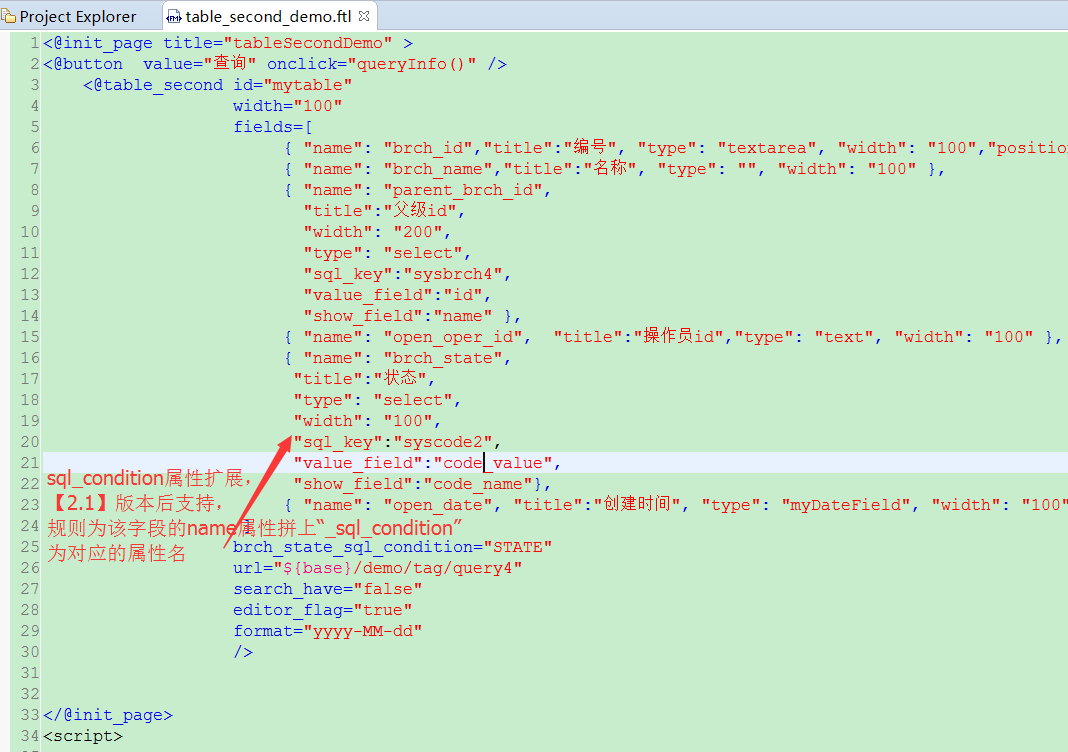 Project Explorer table_second_demo.ftl
1 <@init_page title="tableSecondDemo" >
2 <@button  value="查询" onclick="queryInfo()" />
3     <@table_second id="mytable"
4                    width="100"
5                    fields=[
6                         { "name": "brch_id","title":"编号", "type": "textarea", "width": "100","positio
7                         { "name": "brch_name","title":"名称", "type": "", "width": "100" },
8                         { "name": "parent_brch_id",
9                           "title":"父级id",
10                          "width": "200",
11                          "type": "select",
12                          "sql_key":"sysbrch4",
13                          "value_field":"id",
14                          "show_field":"name" },
15                        { "name": "open_oper_id",  "title":"操作员id","type": "text", "width": "100" },
16                        { "name": "brch_state",
17                         "title":"状态",
18                         "type": "select",
19                         "width": "100",
20                         "sql_key":"syscode2",
21                         "value_field":"code_value",
22                         "show_field":"code_name"},
sql_condition属性扩展，
23                        { "name": "open_date", "title":"创建时间", "type": "myDateField", "width": "100"
【2.1】版本后支持，
24                   ]
规则为该字段的name属性拼上“_sql_condition”
25                   brch_state_sql_condition="STATE"
为对应的属性名
26                   url="${base}/demo/tag/query4"
27                   search_have="false"
28                   editor_flag="true"
29                   format="yyyy-MM-dd"
30                   />
31
32
33 </@init_page>
34 <script>